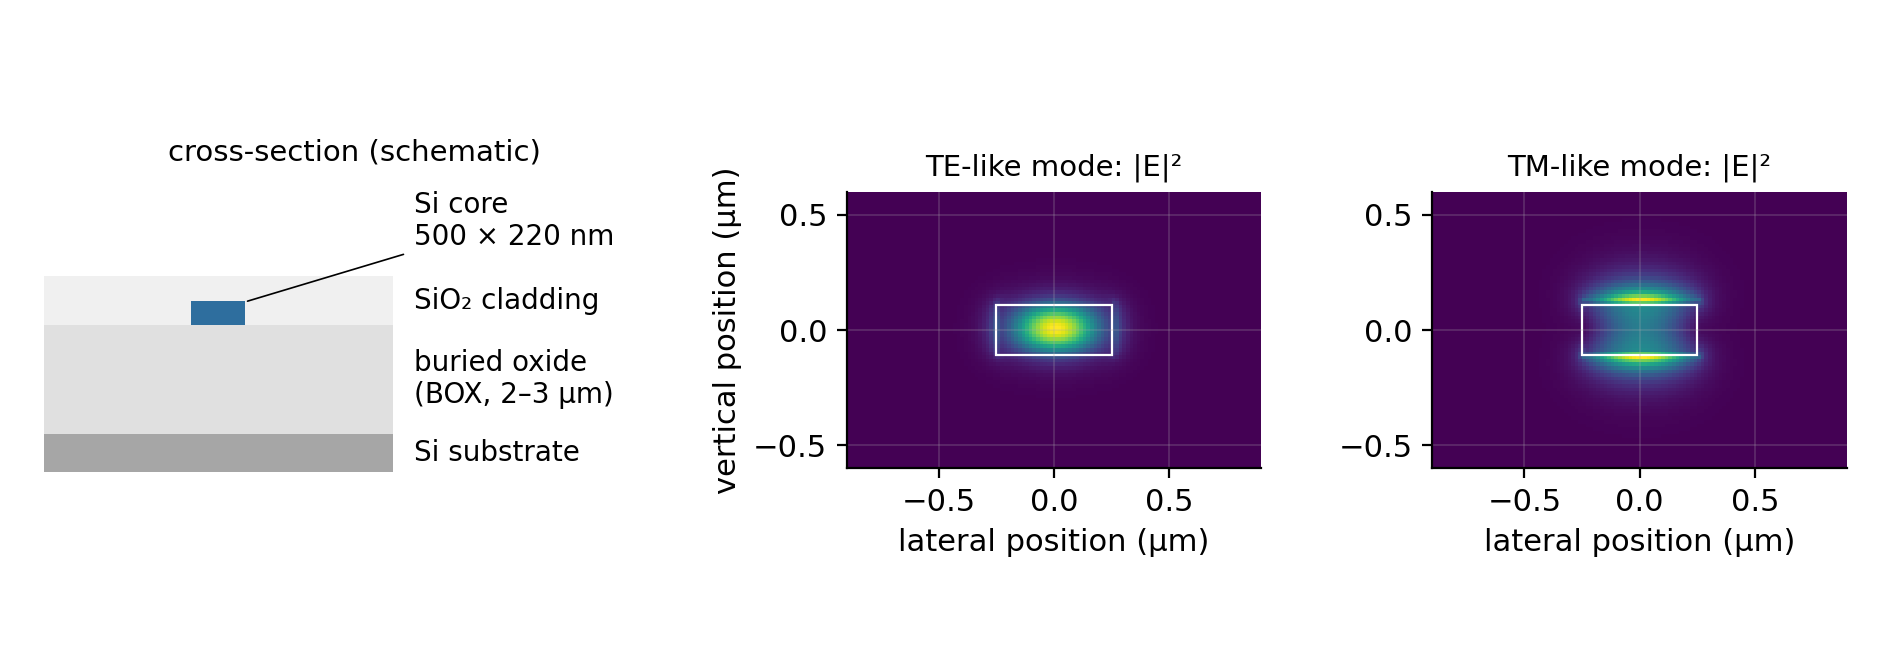 cross-section (schematic)
Si core
500 × 220 nm
SiO₂ cladding
buried oxide
(BOX, 2–3 µm)
Si substrate
TE-like mode: |E|²
vertical position (µm)
0.5
0.0
−0.5
−0.5 0.0 0.5
lateral position (µm)
TM-like mode: |E|²
0.5
0.0
−0.5
−0.5 0.0 0.5
lateral position (µm)